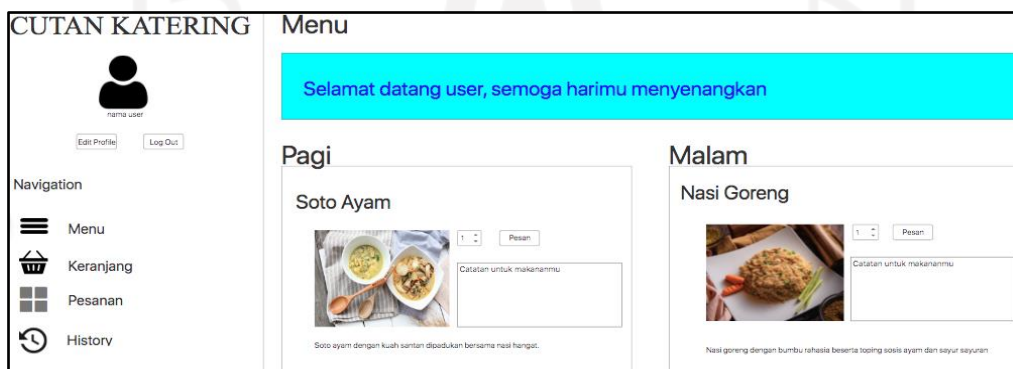 CUTAN KATERING
nama user
Edit Profile
Log Out
Navigation
Menu
Keranjang
Pesanan
History
Menu
Selamat datang user, semoga harimu menyenangkan
Pagi
Soto Ayam
1
Pesan
Catatan untuk makananmu
Soto ayam dengan kuah santan dipadukan bersama nasi hangat.
Malam
Nasi Goreng
1
Pesan
Catatan untuk makananmu
Nasi goreng dengan bumbu rahasia beserta toping sosis ayam dan sayur sayuran